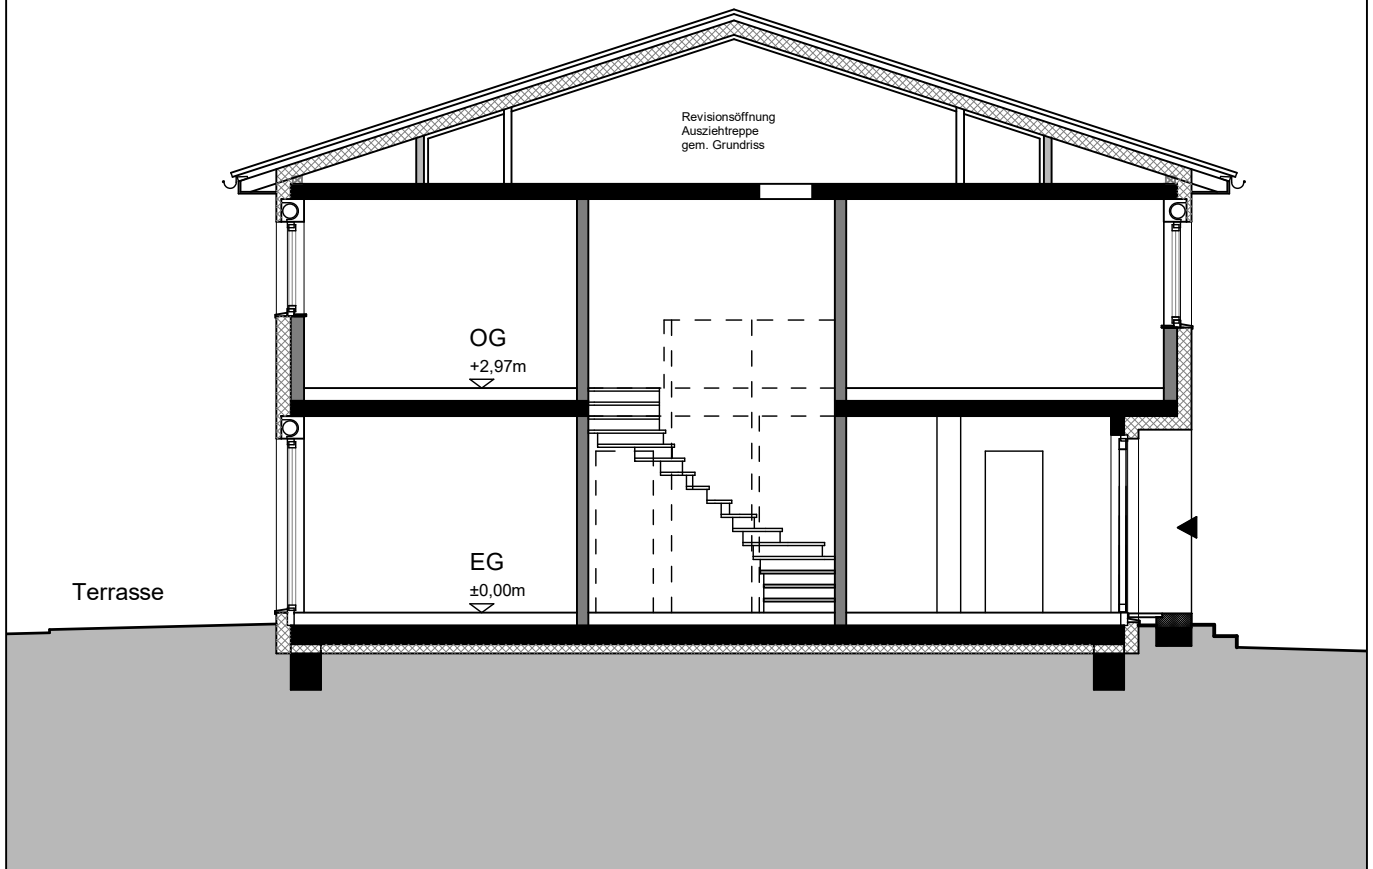 Revisionsöffnung
Ausziehtreppe
gem. Grundriss
OG
+2,97m
EG
±0,00m
Terrasse